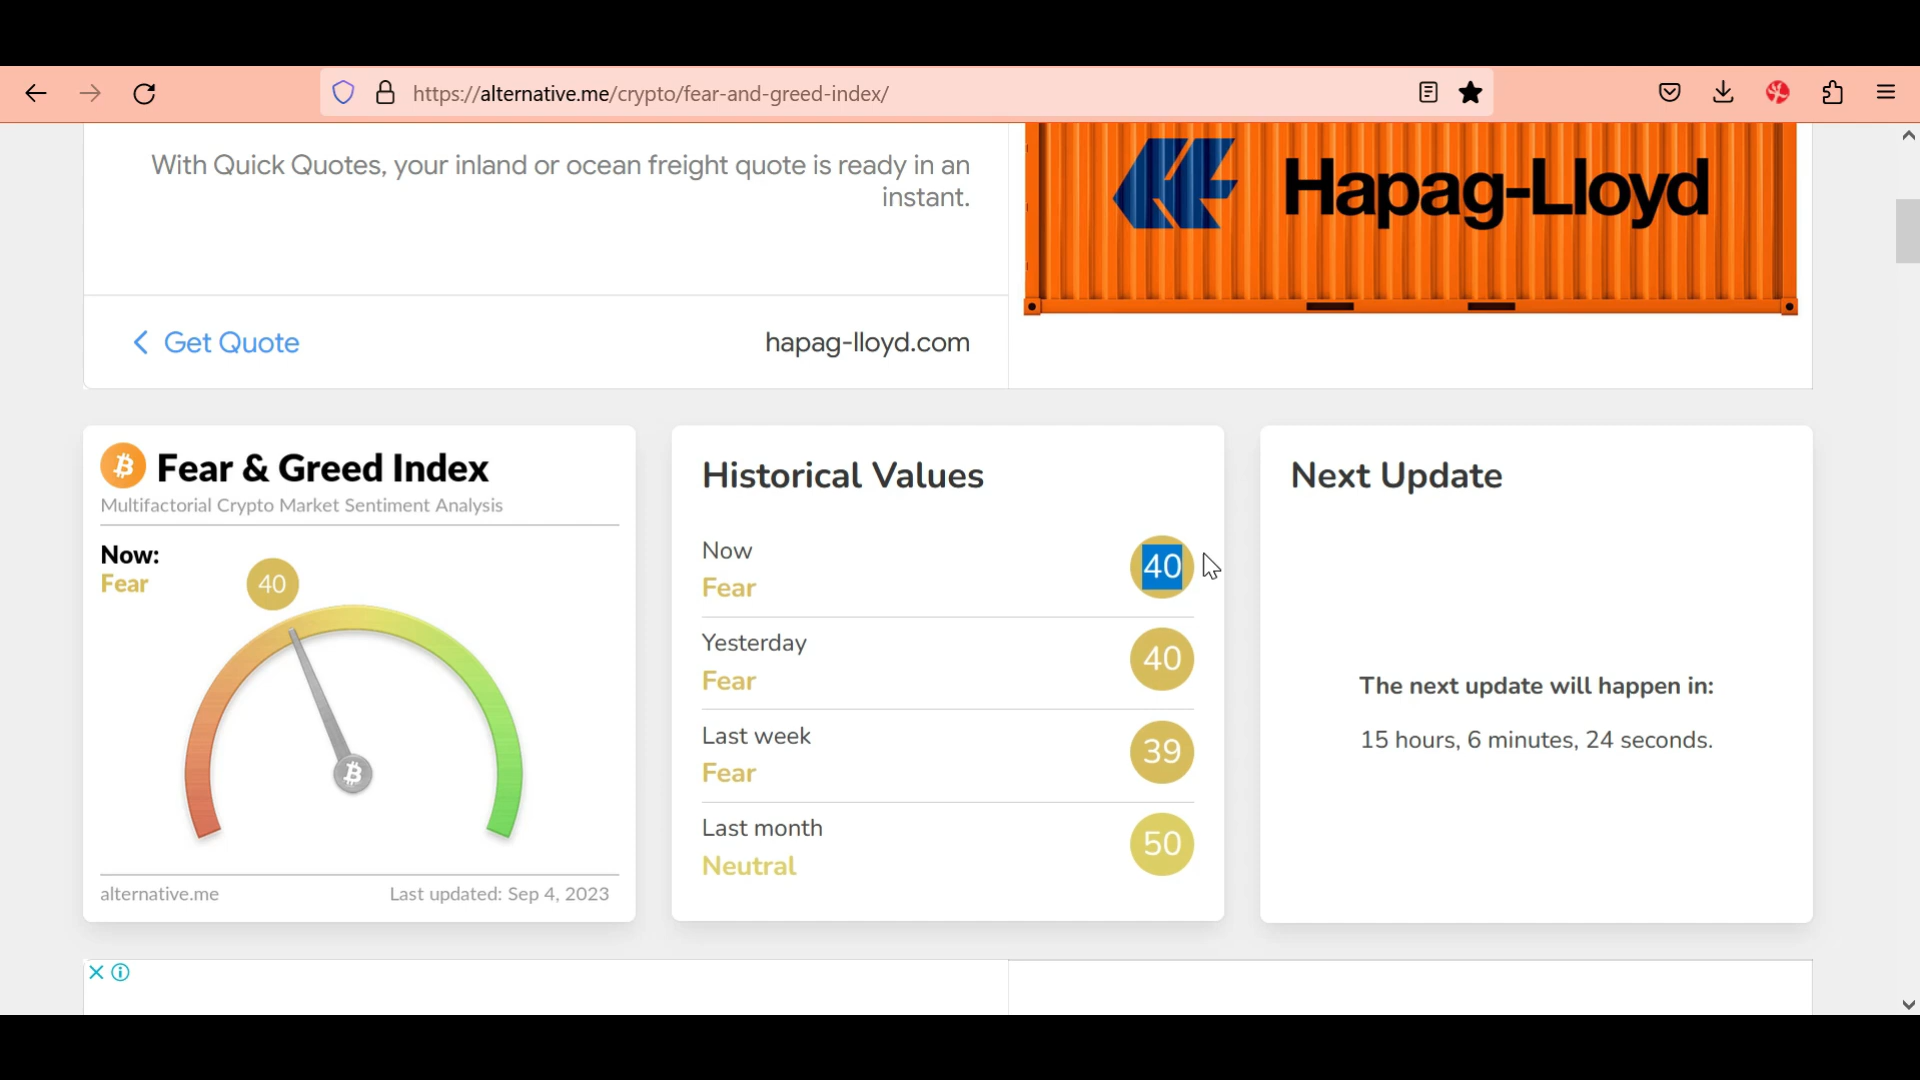 https://alternative.me/crypto/fear-and-greed-index/
With Quick Quotes, your inland or ocean freight quote is ready in an
instant.
Get Quote
hapag-lloyd.com
Hapag-Lloyd
Fear & Greed Index
Multifactorial Crypto Market Sentiment Analysis
Now:
Fear
40
alternative.me
Last updated: Sep 4, 2023
Historical Values
Now
Fear
40
Yesterday
Fear
40
Last week
Fear
39
Last month
Neutral
50
Next Update
The next update will happen in:
15 hours, 6 minutes, 24 seconds.